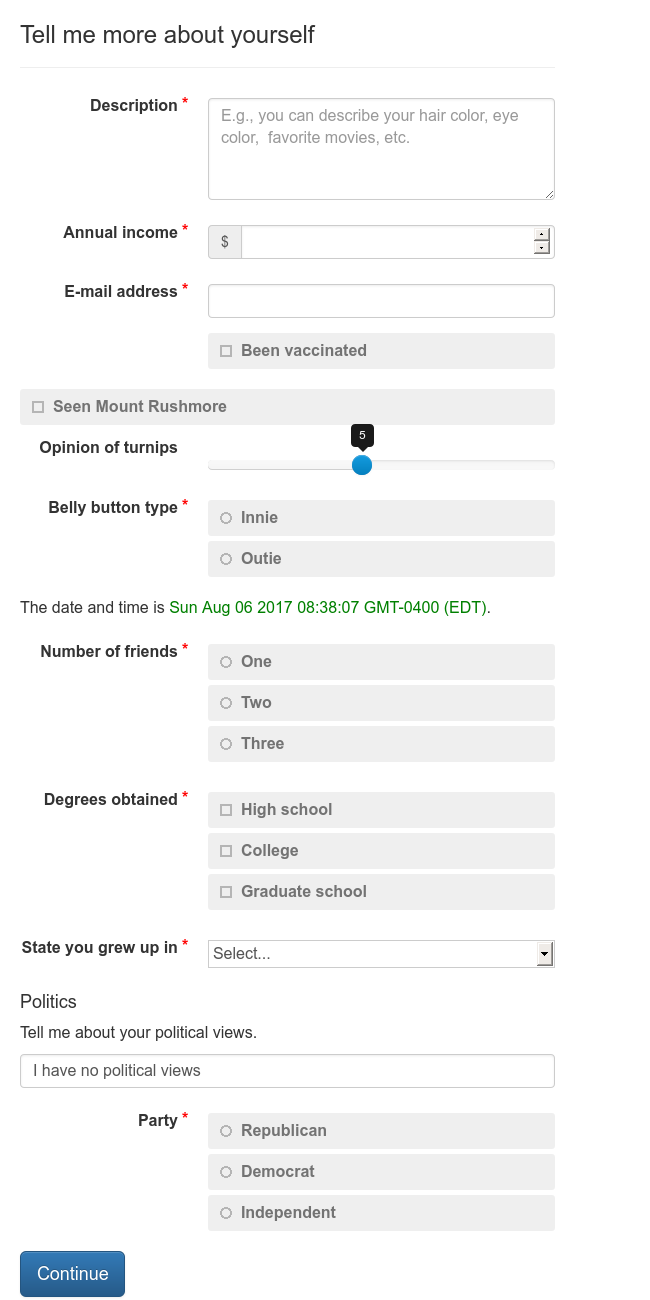 Tell me more about yourself
Description *
E.g., you can describe your hair color, eye
color,  favorite movies, etc.
Annual income *
$
E-mail address *
Been vaccinated
Seen Mount Rushmore
5
Opinion of turnips
Belly button type *
Innie
Outie
The date and time is Sun Aug 06 2017 08:38:07 GMT-0400 (EDT).
Number of friends *
One
Two
Three
Degrees obtained *
High school
College
Graduate school
State you grew up in *
Select...
Politics
Tell me about your political views.
I have no political views
Party *
Republican
Democrat
Independent
Continue